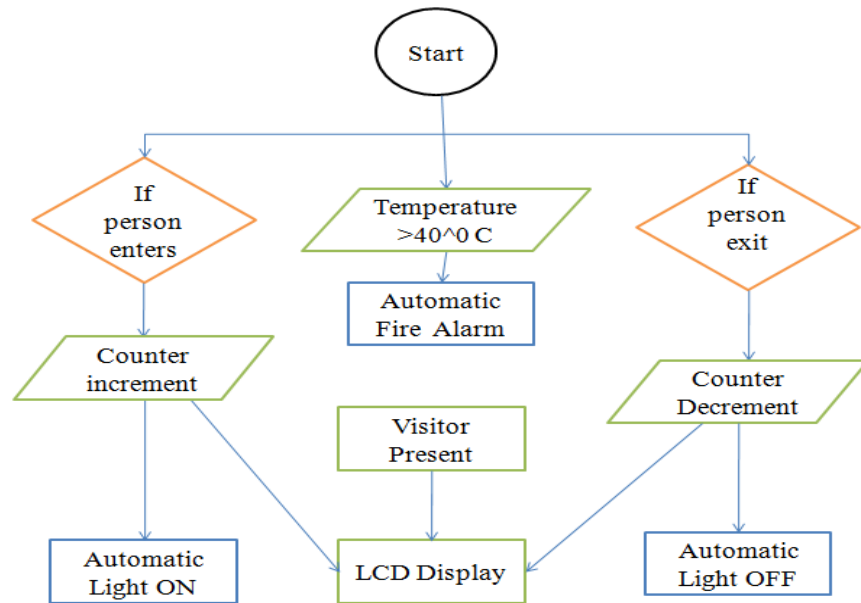 Start
If
person
enters
Temperature
>40^0 C
If
person
exit
Automatic
Fire Alarm
Counter
increment
Counter
Decrement
Visitor
Present
Automatic
Light ON
LCD Display
Automatic
Light OFF